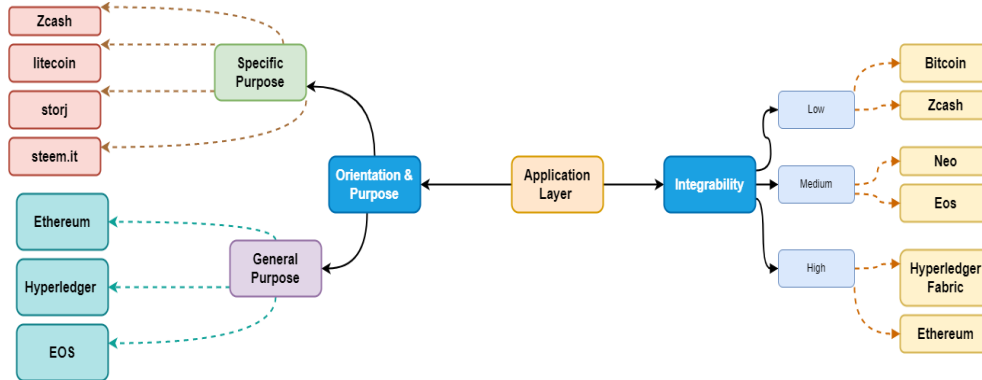 Zcash
litecoin
storj
steem.it
Specific
Purpose
Ethereum
Hyperledger
EOS
General
Purpose
Orientation &
Purpose
Application
Layer
Integrability
Low
Medium
High
Bitcoin
Zcash
Neo
Eos
Hyperledger
Fabric
Ethereum